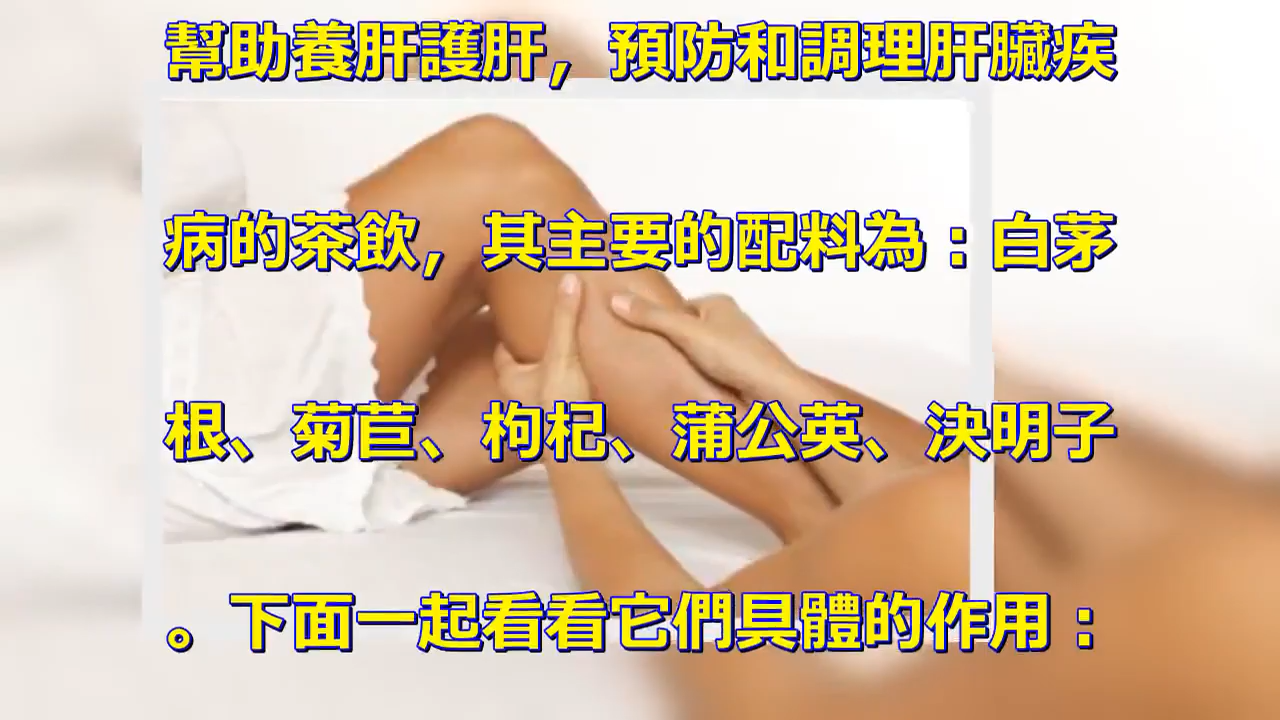 幫助養肝護肝，預防和調理肝臟疾
病的茶飲，其主要的配料為：白茅
根、菊苣、枸杞、蒲公英、決明子
。下面一起看看它們具體的作用：